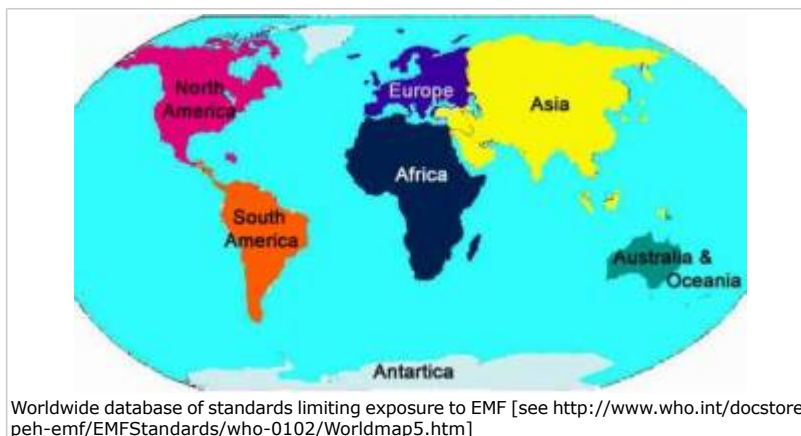 North
America
Europe
Asia
Africa
South
America
Australia &
Oceania
Antartica
Worldwide database of standards limiting exposure to EMF [see http://www.who.int/docstore
peh-emf/EMFStandards/who-0102/Worldmap5.htm]